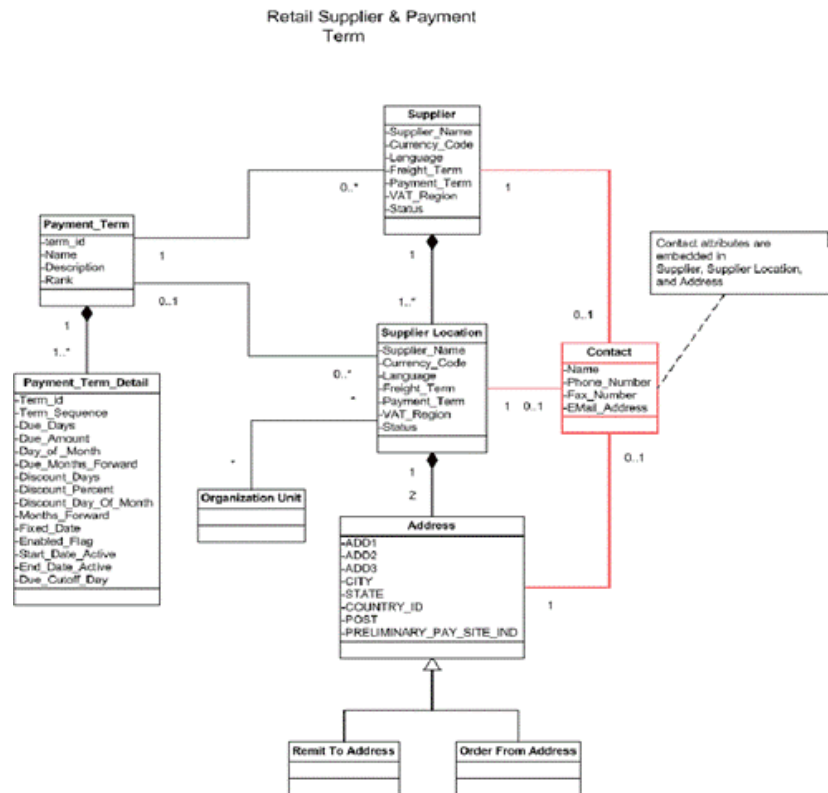 Retail Supplier & Payment
Term
Supplier
-Supplier_Name
-Currency_Code
-Language
-Freight_Term
-Payment_Term
-VAT_Region
-Status
0..*
1
Payment_Term
-term_id
-Name
-Description
-Rank
1
0..1
1
1..*
1
1..*
Contact attributes are
embedded in
Supplier, Supplier Location,
and Address
0..1
Supplier Location
-Supplier_Name
-Currency_Code
-Language
-Freight_Term
-Payment_Term
-VAT_Region
-Status
0..*
*
1
0..1
Contact
-Name
-Phone_Number
-Fax_Number
-EMail_Address
0..1
Payment_Term_Detail
-Term_id
-Term_Sequence
-Due_Days
-Due_Amount
-Day_of_Month
-Due_Months_Forward
-Discount_Days
-Discount_Percent
-Discount_Day_Of_Month
-Months_Forward
-Fixed_Date
-Enabled_Flag
-Start_Date_Active
-End_Date_Active
-Due_Cutoff_Day
*
Organization Unit
1
2
Address
-ADD1
-ADD2
-ADD3
-CITY
-STATE
-COUNTRY_ID
-POST
-PRELIMINARY_PAY_SITE_IND
1
Remit To Address
Order From Address